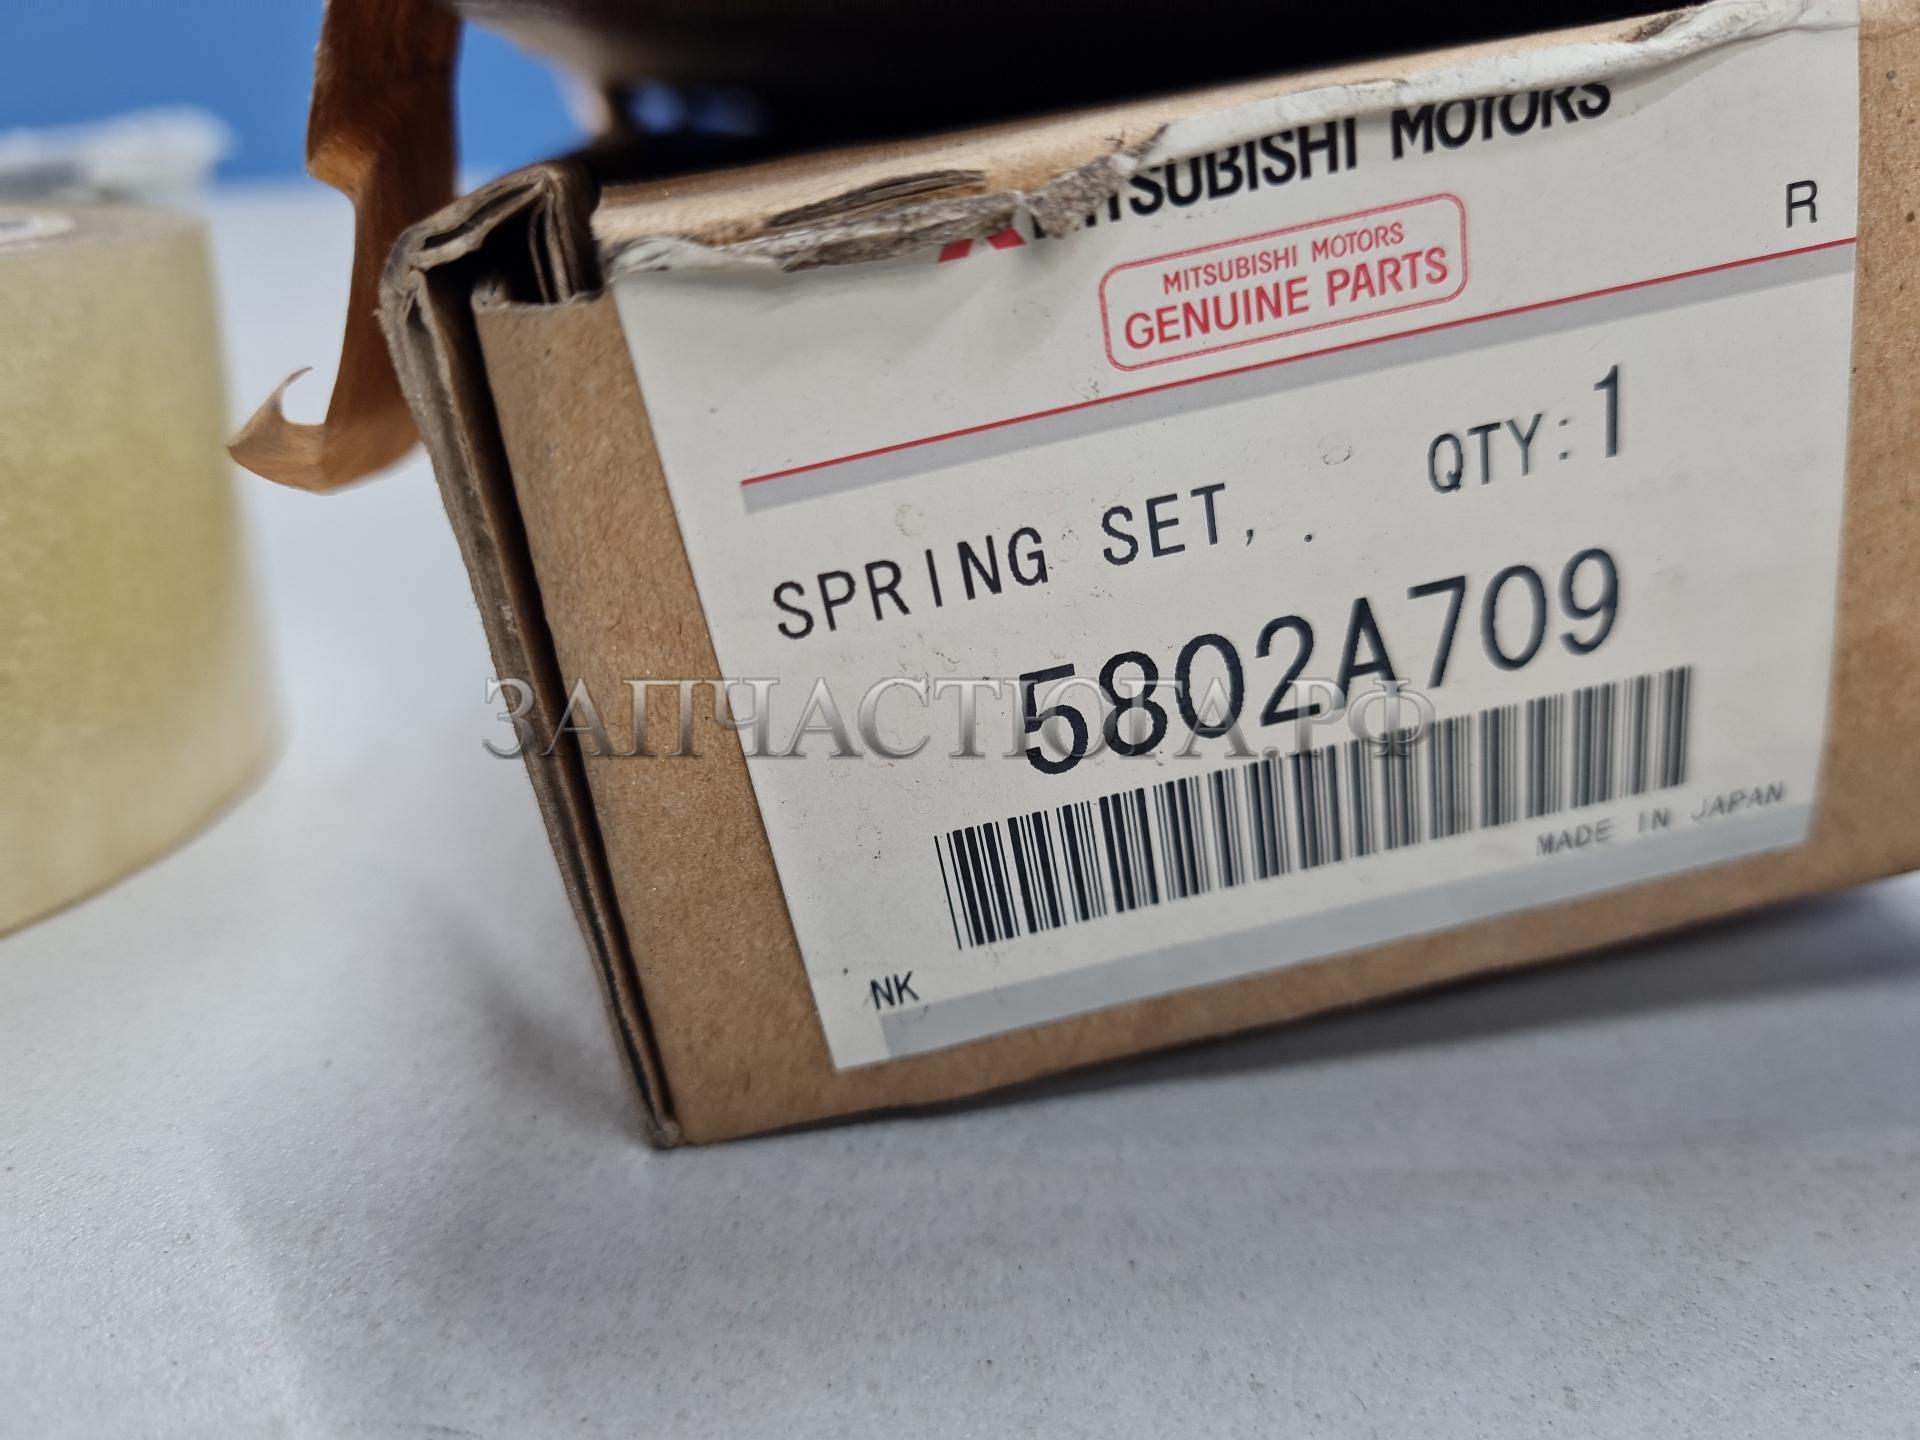 MITSUBISHI MOTORS
R
MITSUBISHI MOTORS
GENUINE PARTS
SPRING SET, . QTY:1
5802A709
ЗАПЧАСТЮГА.РФ
MADE IN JAPAN
NK